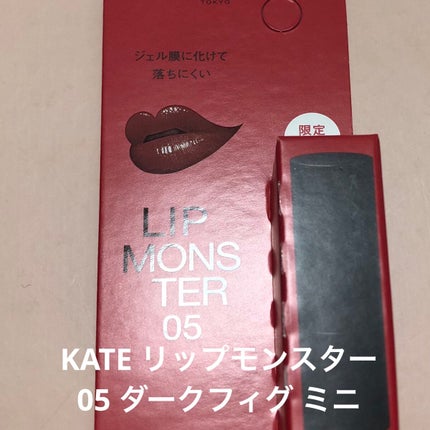 TOKYO
ジェル膜に化けて
落ちにくい
限定
LIP
MONS
TER
05
KATE リップモンスター
05 ダークフィグ ミニ